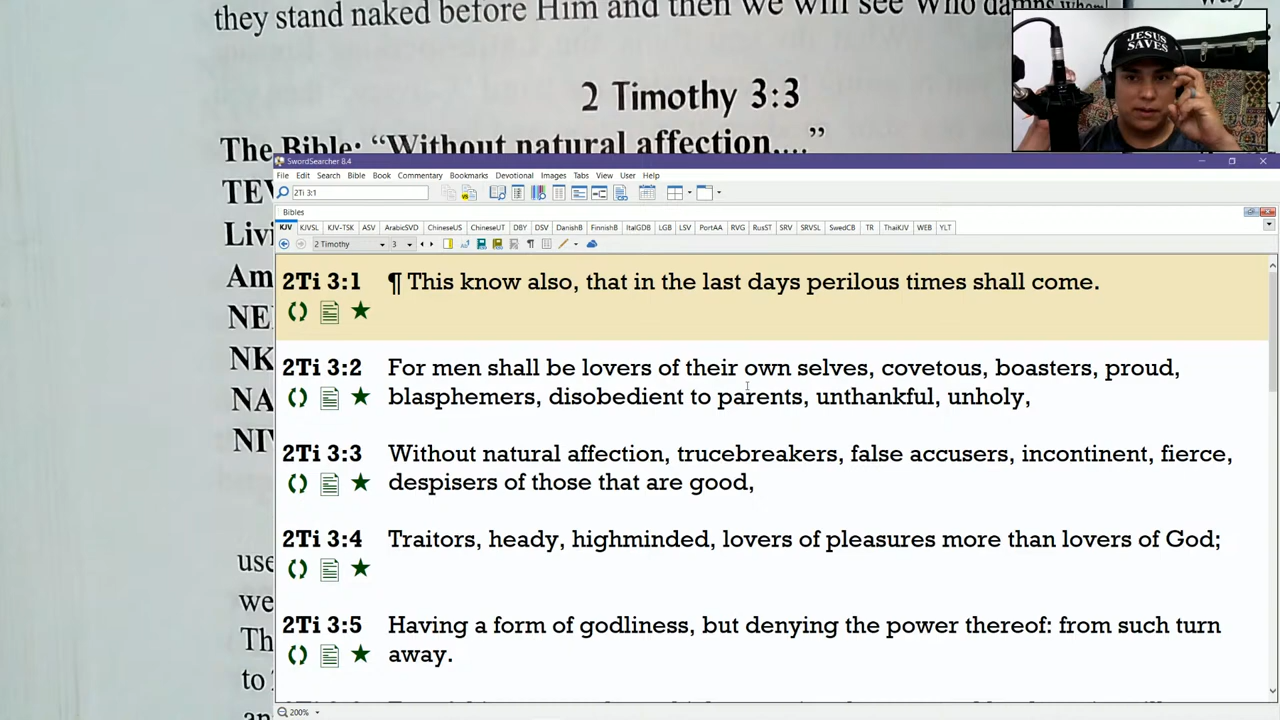 they stand naked before Him and then we will see Who damns whom
2 Timothy 3:3
The Bible: “Without natural affection,...”
TEV
Livi
Am
NE
NK
NA
NIV
use
we
Th
to
an
JESUS
SAVES
SwordSearcher 8.4
File Edit Search Bible Book Commentary Bookmarks Devotional Images Tabs View User Help
2Ti 3:1
Bibles
KJV KJVSL KJV-TSK ASV ArabicSVD ChineseUS ChineseUT DBY DSV DanishB FinnishB ItalGDB LGB LSV PortAA RVG RusST SRV SRVSL SwedCB TR ThaiKJV WEB YLT
2 Timothy 3
2Ti 3:1 ¶ This know also, that in the last days perilous times shall come.
2Ti 3:2 For men shall be lovers of their own selves, covetous, boasters, proud,
blasphemers, disobedient to parents, unthankful, unholy,
2Ti 3:3 Without natural affection, trucebreakers, false accusers, incontinent, fierce,
despisers of those that are good,
2Ti 3:4 Traitors, heady, highminded, lovers of pleasures more than lovers of God;
2Ti 3:5 Having a form of godliness, but denying the power thereof: from such turn
away.
200%